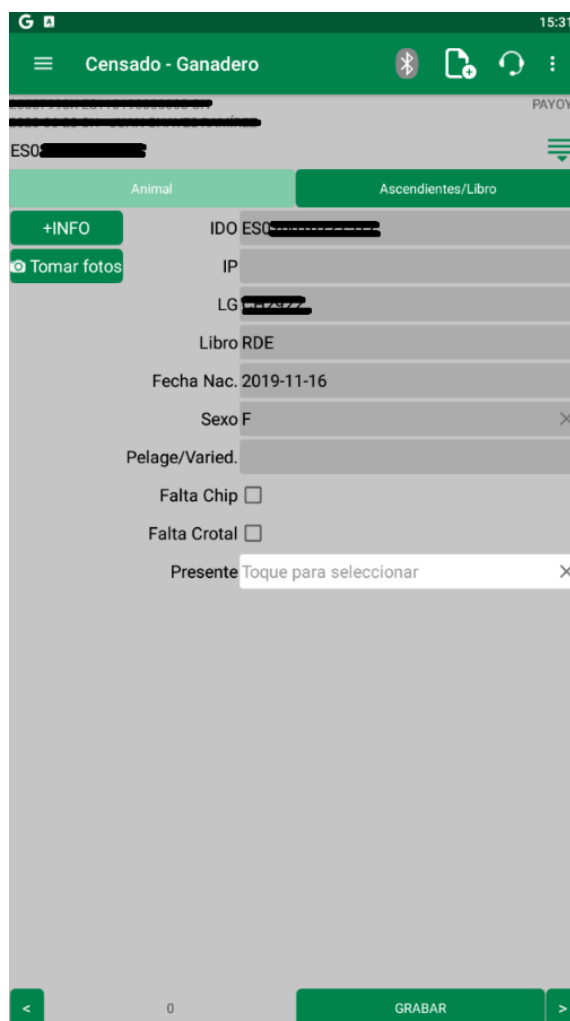 G A 15:31
Censado - Ganadero
PAYOY
ES0
Animal Ascendientes/Libro
+INFO IDO ES0
Tomar fotos IP
LG
Libro RDE
Fecha Nac. 2019-11-16
Sexo F
Pelage/Varied.
Falta Chip
Falta Crotal
Presente Toque para seleccionar
< 0 GRABAR >